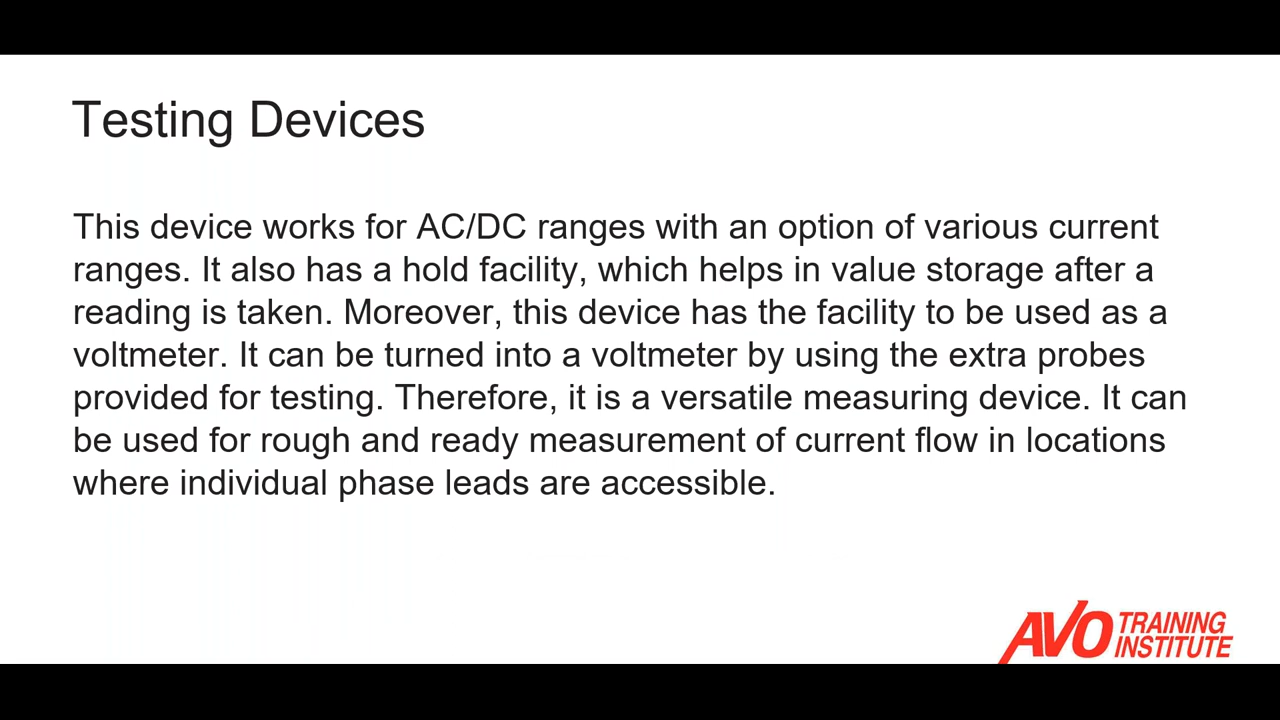 Testing Devices
This device works for AC/DC ranges with an option of various current
ranges. It also has a hold facility, which helps in value storage after a
reading is taken. Moreover, this device has the facility to be used as a
voltmeter. It can be turned into a voltmeter by using the extra probes
provided for testing. Therefore, it is a versatile measuring device. It can
be used for rough and ready measurement of current flow in locations
where individual phase leads are accessible.
AVO TRAINING
INSTITUTE